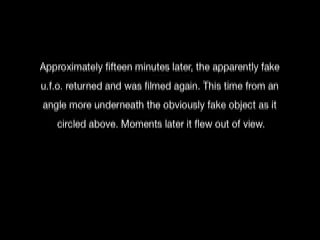 Approximately fifteen minutes later, the apparently fake
u.f.o. returned and was filmed again. This time from an
angle more underneath the obviously fake object as it
circled above. Moments later it flew out of view.